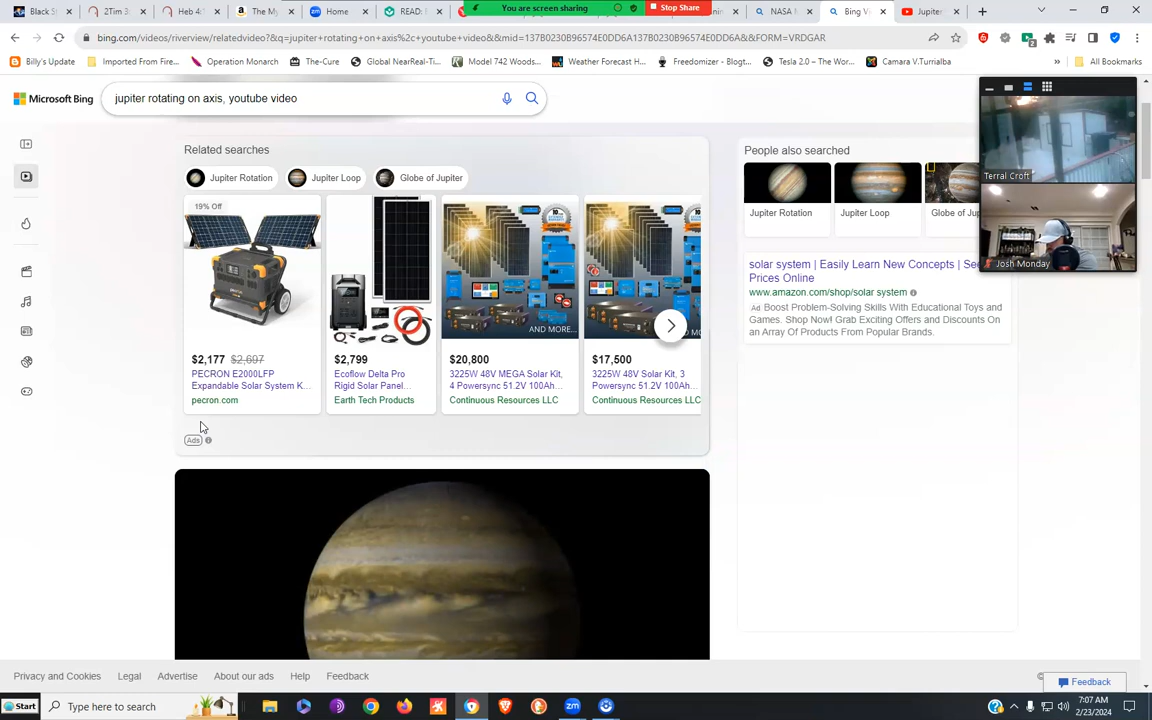 Black S
2Tim 3
Heb 4:
The My
Home
READ:
You are screen sharing
Stop Share
NASA
Bing Vi
Jupiter
bing.com/videos/riverview/relatedvideo?&q=jupiter+rotating+on+axis%2c+youtube+video&&mid=137B0230B96574E0DD6A137B0230B96574E0DD6A&&FORM=VRDGAR
Billy's Update
Imported From Fire...
Operation Monarch
The-Cure
Global NearReal-Ti...
Model 742 Woods...
Weather Forecast H...
Freedomizer - Blogt...
Tesla 2.0 – The Wor...
Camara V.Turrialba
»
All Bookmarks
Microsoft Bing
jupiter rotating on axis, youtube video
Related searches
Jupiter Rotation
Jupiter Loop
Globe of Jupiter
19% Off
$2,177 $2,697
PECRON E2000LFP
Expandable Solar System K...
pecron.com
$2,799
Ecoflow Delta Pro
Rigid Solar Panel...
Earth Tech Products
AND MORE...
$20,800
3225W 48V MEGA Solar Kit,
4 Powersync 51.2V 100Ah...
Continuous Resources LLC
$17,500
3225W 48V Solar Kit, 3
Powersync 51.2V 100Ah...
Continuous Resources LLC
Ads
People also searched
Jupiter Rotation
Jupiter Loop
Globe of Jup
solar system | Easily Learn New Concepts | See
Prices Online
www.amazon.com/shop/solar system
Ad Boost Problem-Solving Skills With Educational Toys and
Games. Shop Now! Grab Exciting Offers and Discounts On
an Array Of Products From Popular Brands.
Terral Croft
Josh Monday
Privacy and Cookies
Legal
Advertise
About our ads
Help
Feedback
Feedback
Start
Type here to search
7:07 AM
2/23/2024